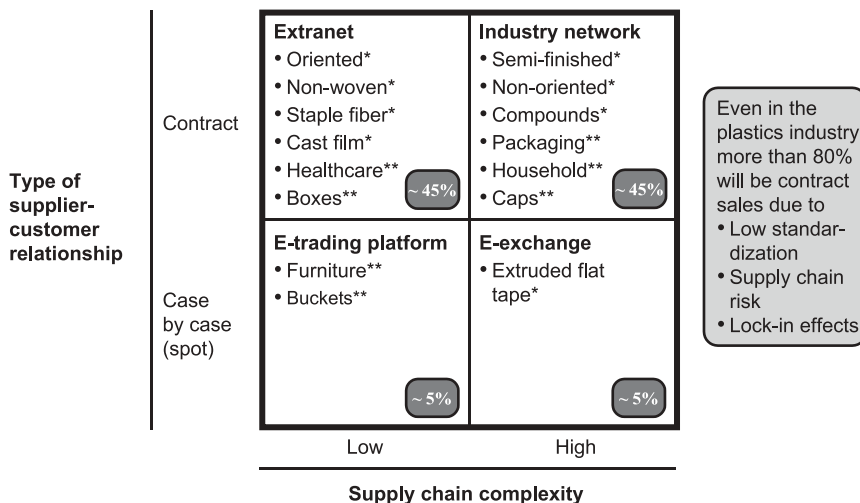 Type of
supplier-
customer
relationship
Contract
Case
by case
(spot)
Extranet
• Oriented*
• Non-woven*
• Staple fiber*
• Cast film*
• Healthcare**
• Boxes**
~ 45%
Industry network
• Semi-finished*
• Non-oriented*
• Compounds*
• Packaging**
• Household**
• Caps**
~ 45%
E-trading platform
• Furniture**
• Buckets**
~ 5%
E-exchange
• Extruded flat
tape*
~ 5%
Low
High
Supply chain complexity
Even in the
plastics industry
more than 80%
will be contract
sales due to
• Low standar-
dization
• Supply chain
risk
• Lock-in effects